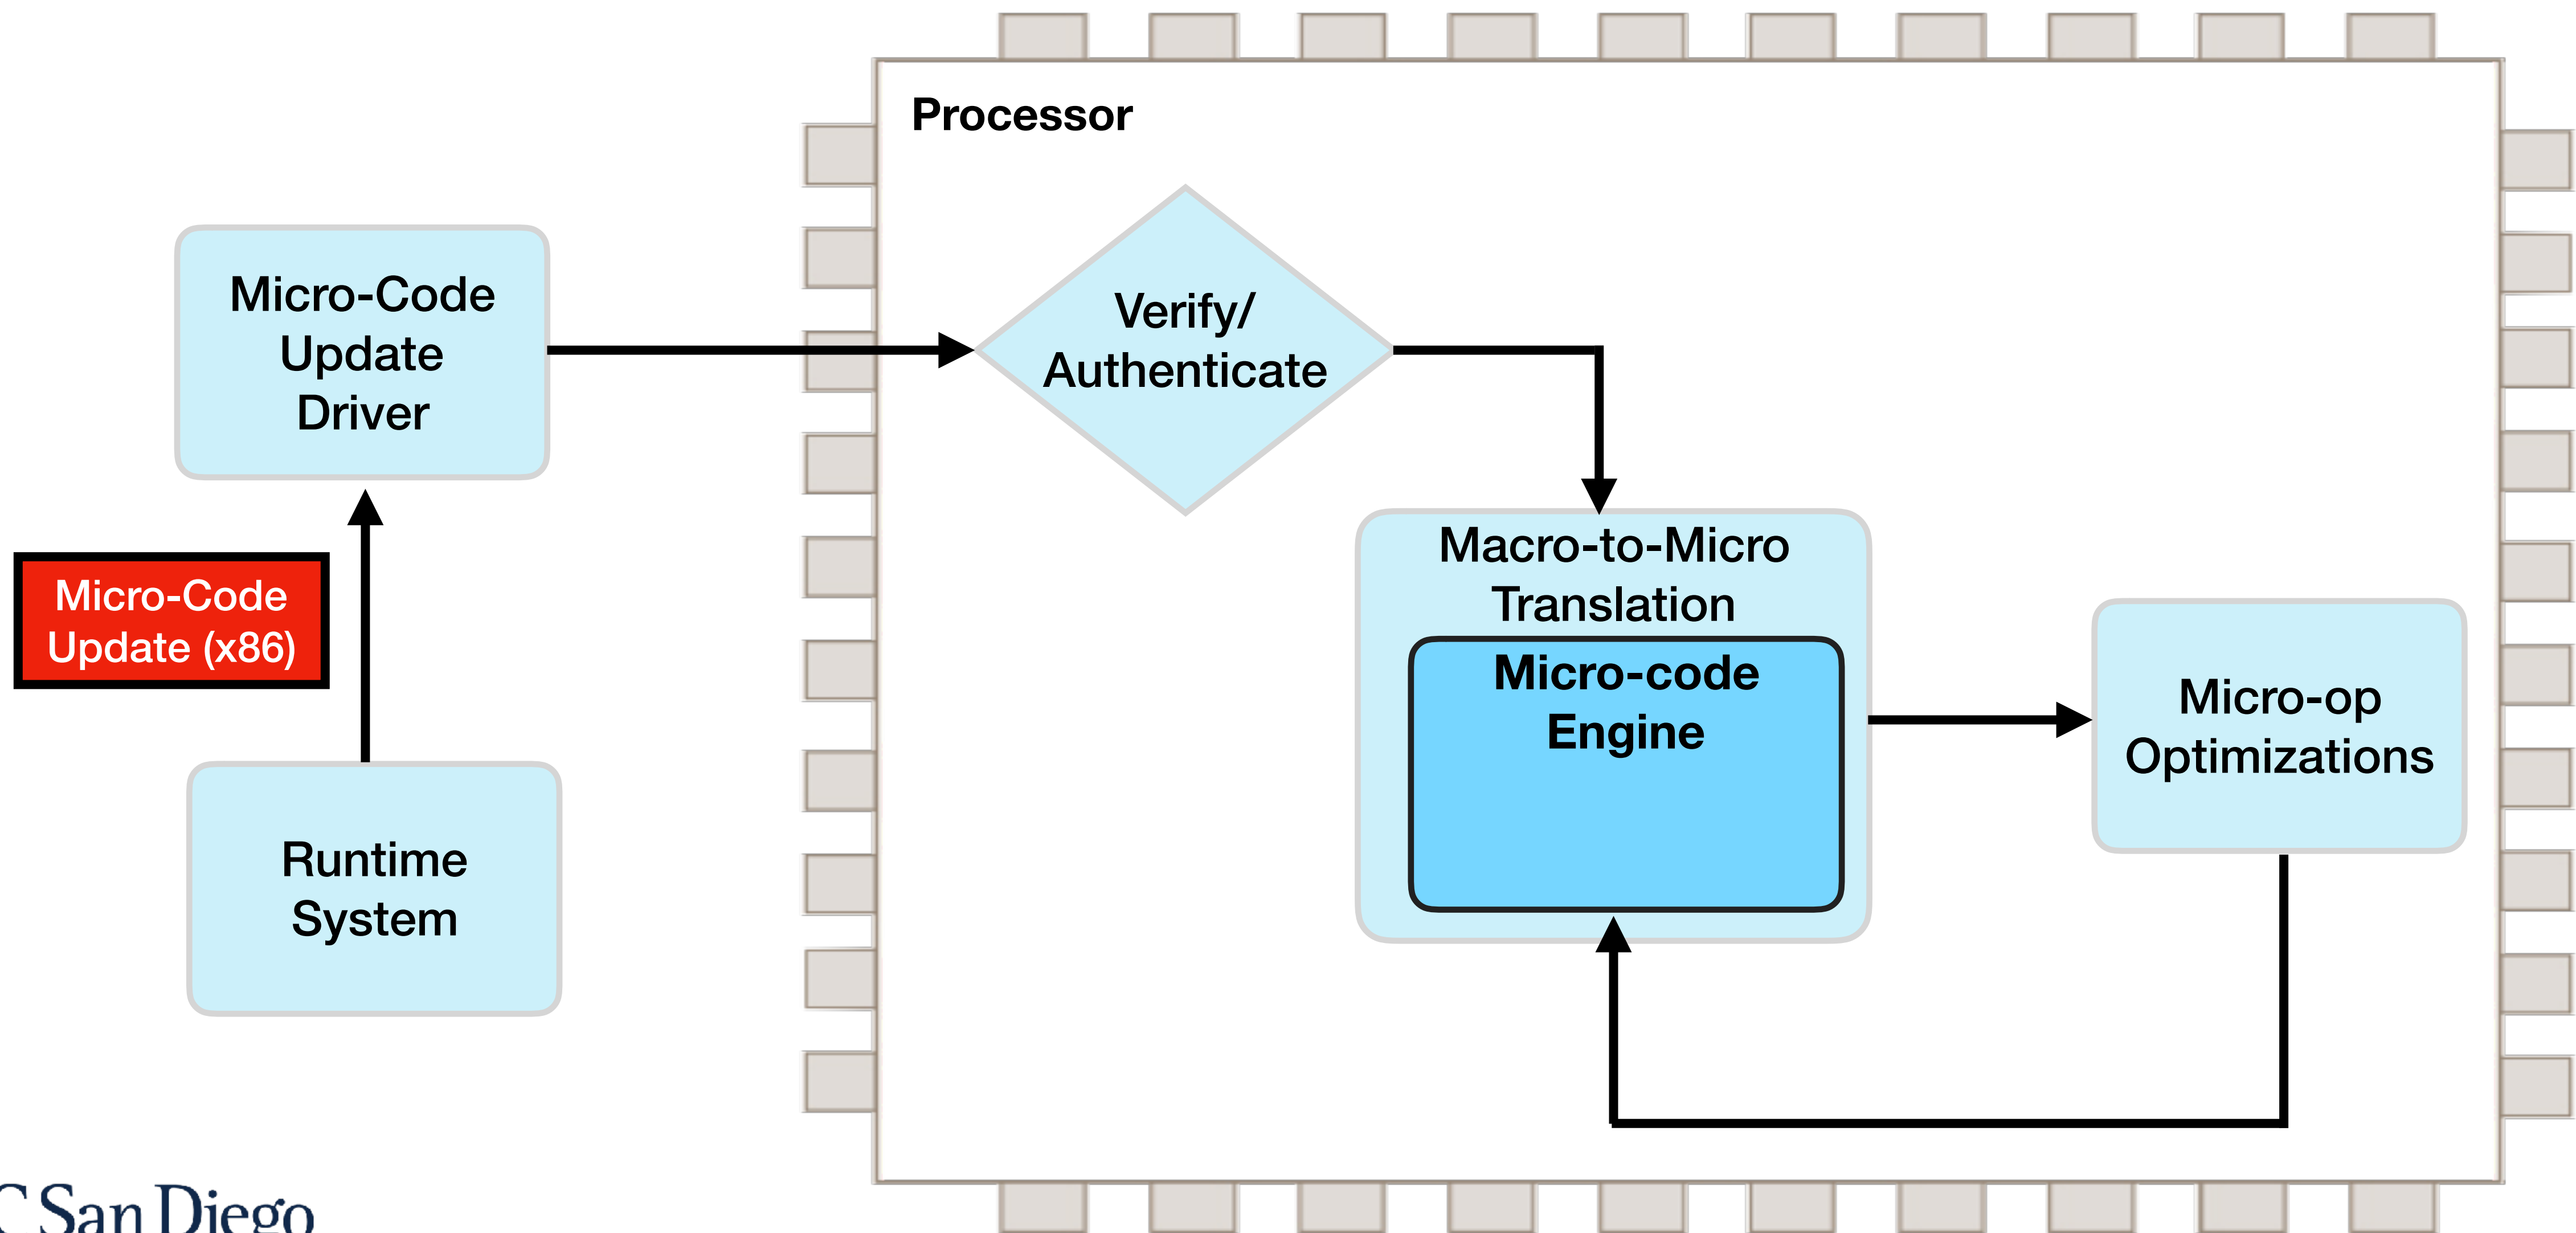 Processor
Micro-Code
Update
Driver
Verify/
Authenticate
Micro-Code
Update (x86)
Macro-to-Micro
Translation
Micro-code
Engine
Micro-op
Optimizations
Runtime
System
C San Diego